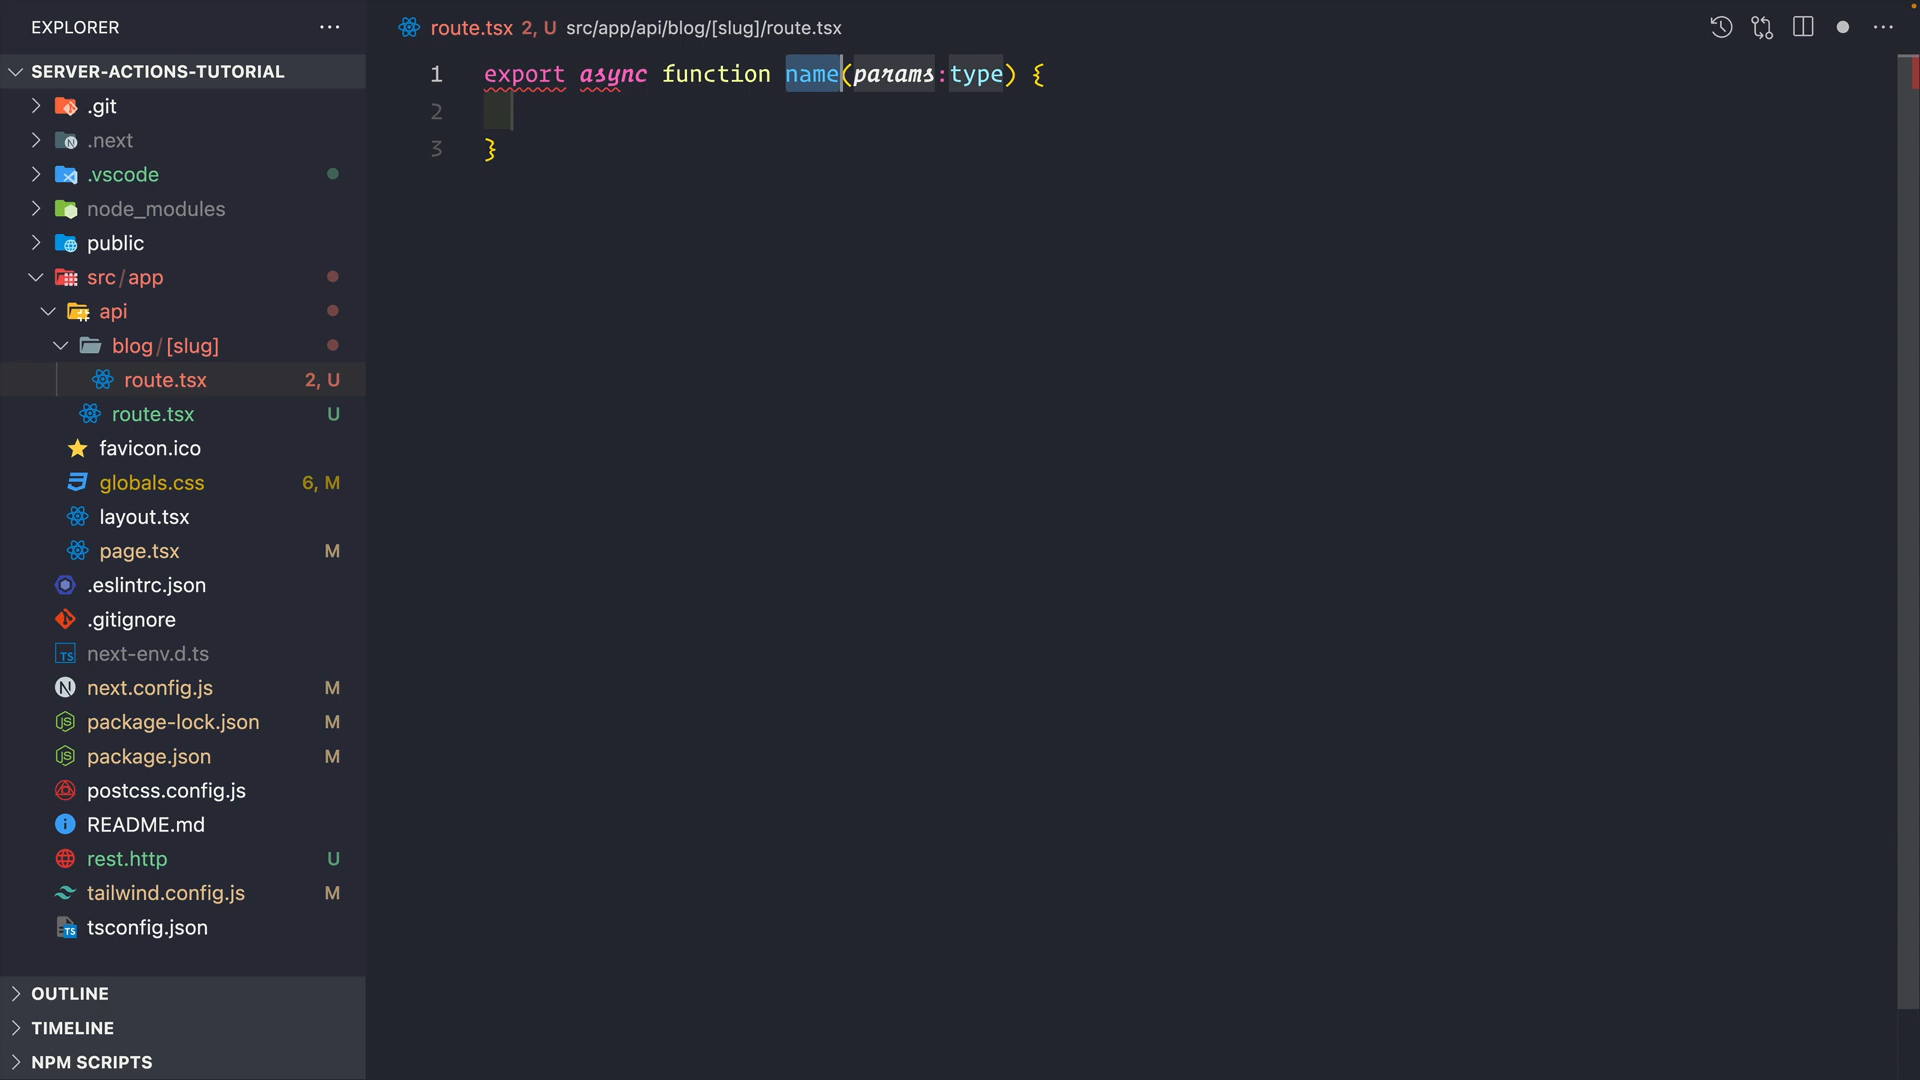 EXPLORER
SERVER-ACTIONS-TUTORIAL
.git
.next
.vscode
node_modules
public
src/app
api
blog/[slug]
route.tsx 2, U
route.tsx U
favicon.ico
globals.css 6, M
layout.tsx
page.tsx M
.eslintrc.json
.gitignore
next-env.d.ts
next.config.js M
package-lock.json M
package.json M
postcss.config.js
README.md
rest.http U
tailwind.config.js M
tsconfig.json
OUTLINE
TIMELINE
NPM SCRIPTS
route.tsx 2, U src/app/api/blog/[slug]/route.tsx
1 export async function name(params:type) {
2
3 }